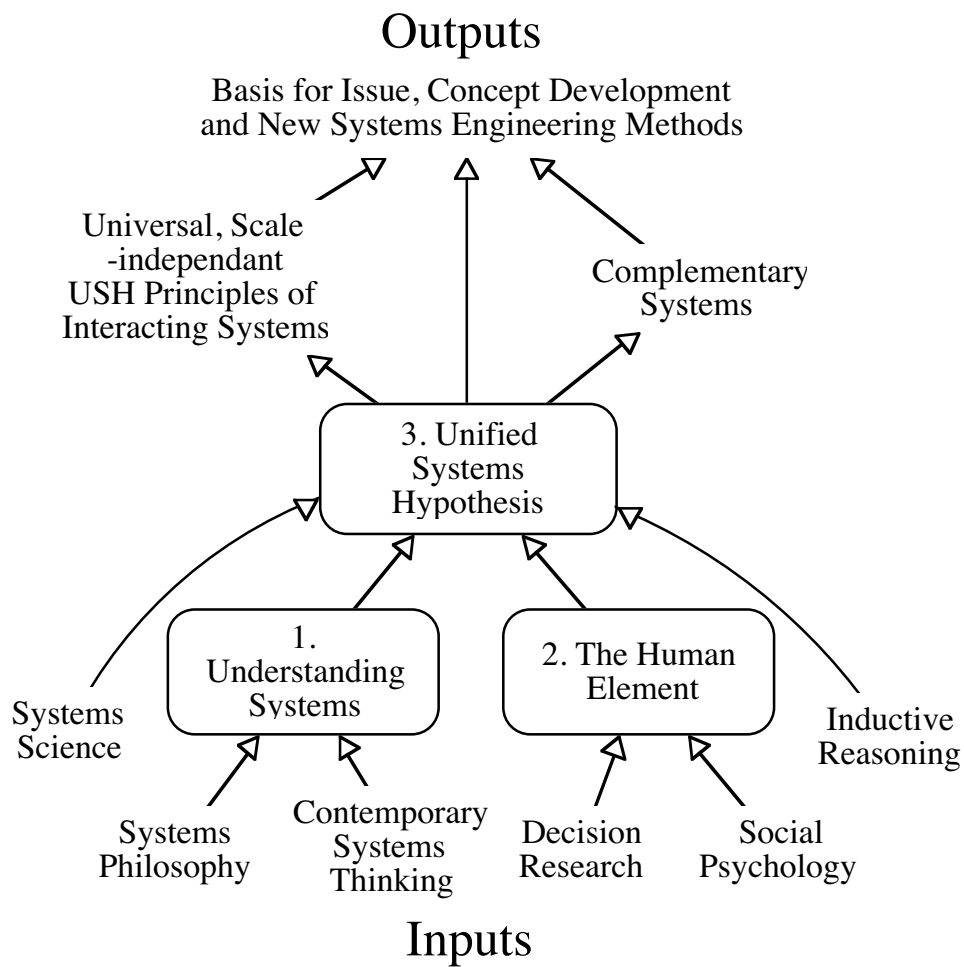 Outputs
Basis for Issue, Concept Development
and New Systems Engineering Methods
Universal, Scale
-independant
USH Principles of
Interacting Systems
Complementary
Systems
3. Unified
Systems
Hypothesis
1.
Understanding
Systems
2. The Human
Element
Systems
Science
Inductive
Reasoning
Systems
Philosophy
Contemporary
Systems
Thinking
Decision
Research
Social
Psychology
Inputs